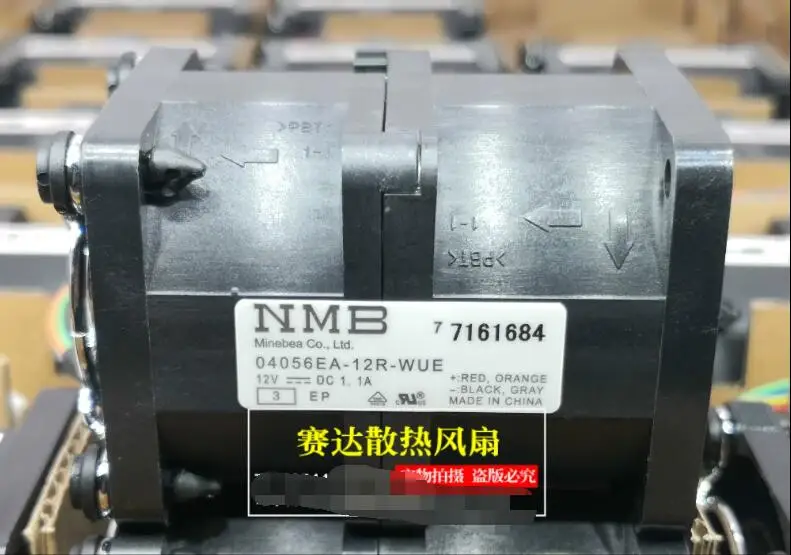 >PBT
1-
1-1
>PBT<
NMB
7 7161684
Minebea Co., Ltd.
04056EA-12R-WUE
12V DC 1.1A
+:RED, ORANGE
-:BLACK, GRAY
3 EP
MADE IN CHINA
赛达散热风扇
实物拍摄 盗版必究